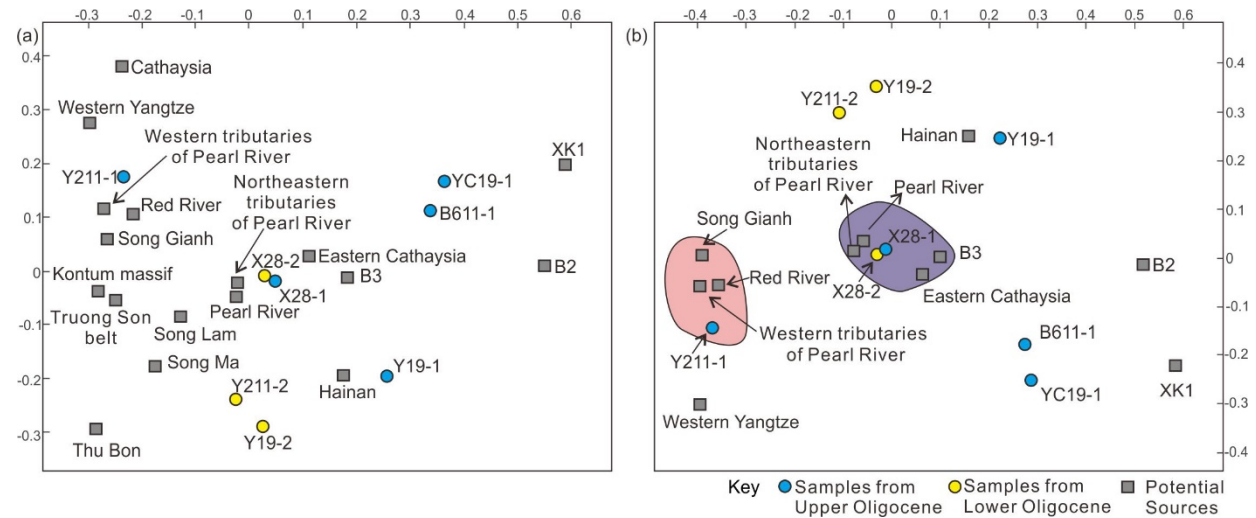 (a)
-0.3 -0.2 -0.1 0 0.1 0.2 0.3 0.4 0.5 0.6
0.4
0.3
0.2
0.1
0
-0.1
-0.2
-0.3
Cathaysia
Western Yangtze
Western tributaries
of Pearl River
Y211-1
Red River
Song Gianh
Northeastern
tributaries
of Pearl River
XK1
YC19-1
B611-1
X28-2
Eastern Cathaysia
B3
B2
X28-1
Pearl River
Kontum massif
Truong Son
belt
Song Lam
Song Ma
Y211-2
Hainan
Y19-1
Y19-2
Thu Bon
(b)
-0.4 -0.3 -0.2 -0.1 0 0.1 0.2 0.3 0.4 0.5 0.6
0.4
0.3
0.2
0.1
0
-0.1
-0.2
-0.3
-0.4
Y211-2
Y19-2
Hainan
Y19-1
Northeastern
tributaries
of Pearl River
Pearl River
Song Gianh
X28-1
B3
B2
X28-2
Eastern Cathaysia
Red River
Western tributaries
of Pearl River
Y211-1
B611-1
YC19-1
XK1
Western Yangtze
Key
Samples from
Upper Oligocene
Samples from
Lower Oligocene
Potential
Sources